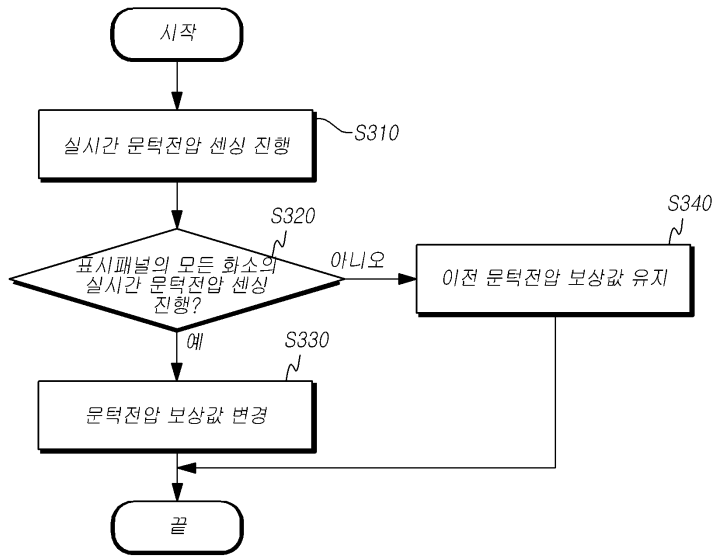 시작
실시간 문턱전압 센싱 진행
S310
S320
표시패널의 모든 화소의
실시간 문턱전압 센싱
진행?
아니오
S340
이전 문턱전압 보상값 유지
예
S330
문턱전압 보상값 변경
끝